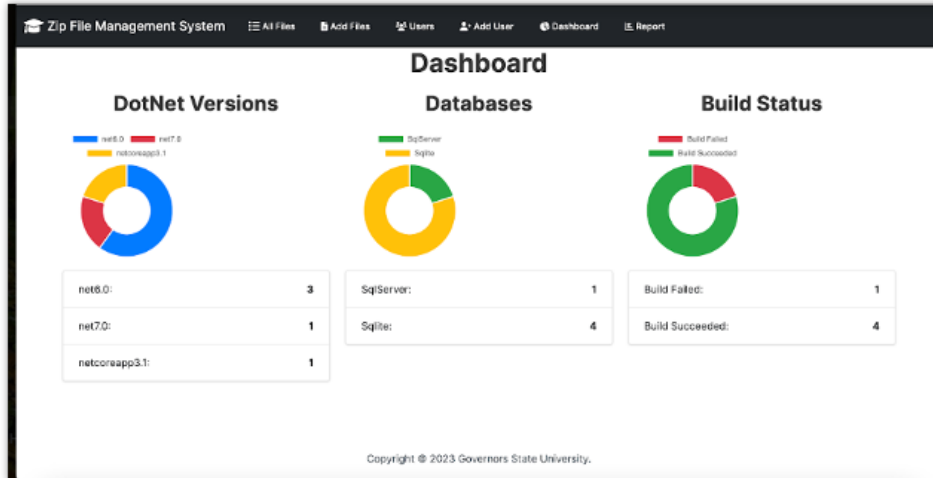 Zip File Management System All Files Add Files Users Add User Dashboard Report
Dashboard
DotNet Versions
net6.0 net7.0
netcoreapp3.1
net6.0: 3
net7.0: 1
netcoreapp3.1: 1
Databases
SqlServer
Sqlite
SqlServer: 1
Sqlite: 4
Build Status
Build Failed
Build Succeeded
Build Failed: 1
Build Succeeded: 4
Copyright © 2023 Governors State University.